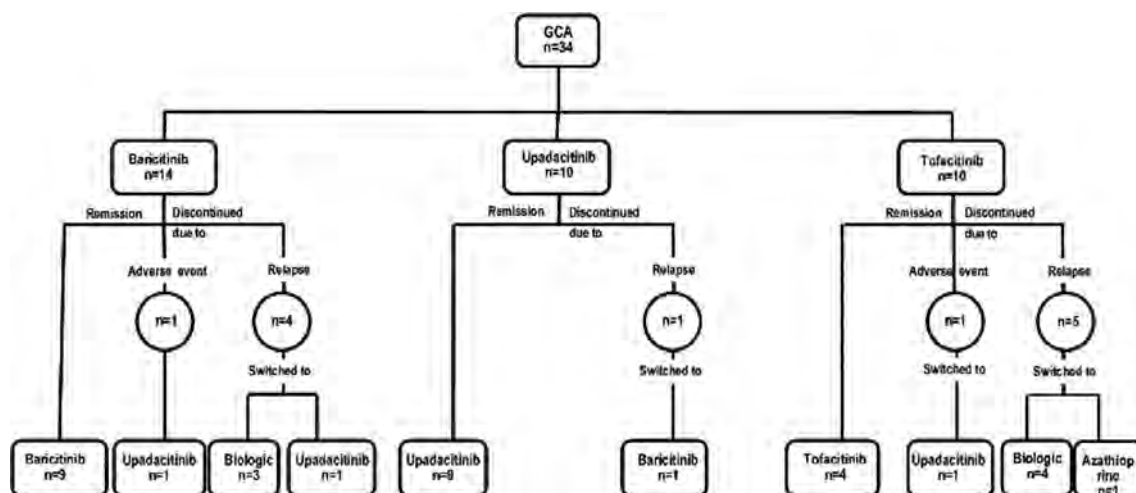 GCA
n=34
Baricitinib
n=14
Upadacitinib
n=10
Tofacitinib
n=10
Remission
Discontinued
due to
Remission
Discontinued
due to
Remission
Discontinued
due to
Adverse event
Relapse
Relapse
Adverse event
Relapse
n=1
n=4
n=1
n=1
n=5
Switched to
Switched to
Switched to
Switched to
Baricitinib
n=9
Upadacitinib
n=1
Biologic
n=3
Upadacitinib
n=1
Upadacitinib
Baricitinib
n=1
Tofacitinib
n=4
Upadacitinib
n=1
Biologic
n=4
Azathiop
rine
n=1